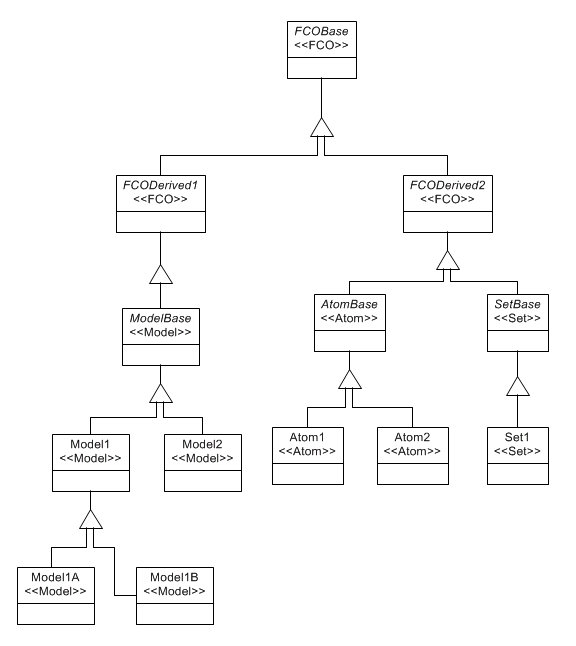 FCOBase
<<FCO>>
FCODerived1
<<FCO>>
FCODerived2
<<FCO>>
ModelBase
<<Model>>
AtomBase
<<Atom>>
SetBase
<<Set>>
Model1
<<Model>>
Model2
<<Model>>
Atom1
<<Atom>>
Atom2
<<Atom>>
Set1
<<Set>>
Model1A
<<Model>>
Model1B
<<Model>>